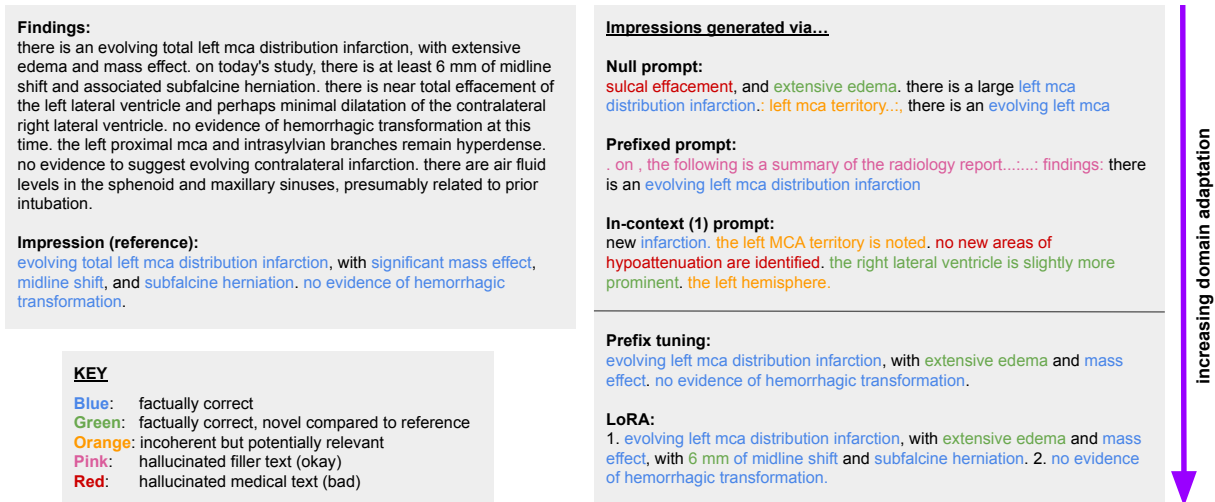 Findings:
there is an evolving total left mca distribution infarction, with extensive
edema and mass effect. on today's study, there is at least 6 mm of midline
shift and associated subfalcine herniation. there is near total effacement of
the left lateral ventricle and perhaps minimal dilatation of the contralateral
right lateral ventricle. no evidence of hemorrhagic transformation at this
time. the left proximal mca and intrasylvian branches remain hyperdense.
no evidence to suggest evolving contralateral infarction. there are air fluid
levels in the sphenoid and maxillary sinuses, presumably related to prior
intubation.
Impression (reference):
evolving total left mca distribution infarction, with significant mass effect,
midline shift, and subfalcine herniation. no evidence of hemorrhagic
transformation.
KEY
Blue: factually correct
Green: factually correct, novel compared to reference
Orange: incoherent but potentially relevant
Pink: hallucinated filler text (okay)
Red: hallucinated medical text (bad)
Impressions generated via…
Null prompt:
sulcal effacement, and extensive edema. there is a large left mca
distribution infarction.: left mca territory..:, there is an evolving left mca
Prefixed prompt:
. on , the following is a summary of the radiology report...:...: findings: there
is an evolving left mca distribution infarction
In-context (1) prompt:
new infarction. the left MCA territory is noted. no new areas of
hypoattenuation are identified. the right lateral ventricle is slightly more
prominent. the left hemisphere.
Prefix tuning:
evolving left mca distribution infarction, with extensive edema and mass
effect. no evidence of hemorrhagic transformation.
LoRA:
1. evolving left mca distribution infarction, with extensive edema and mass
effect, with 6 mm of midline shift and subfalcine herniation. 2. no evidence
of hemorrhagic transformation.
increasing domain adaptation